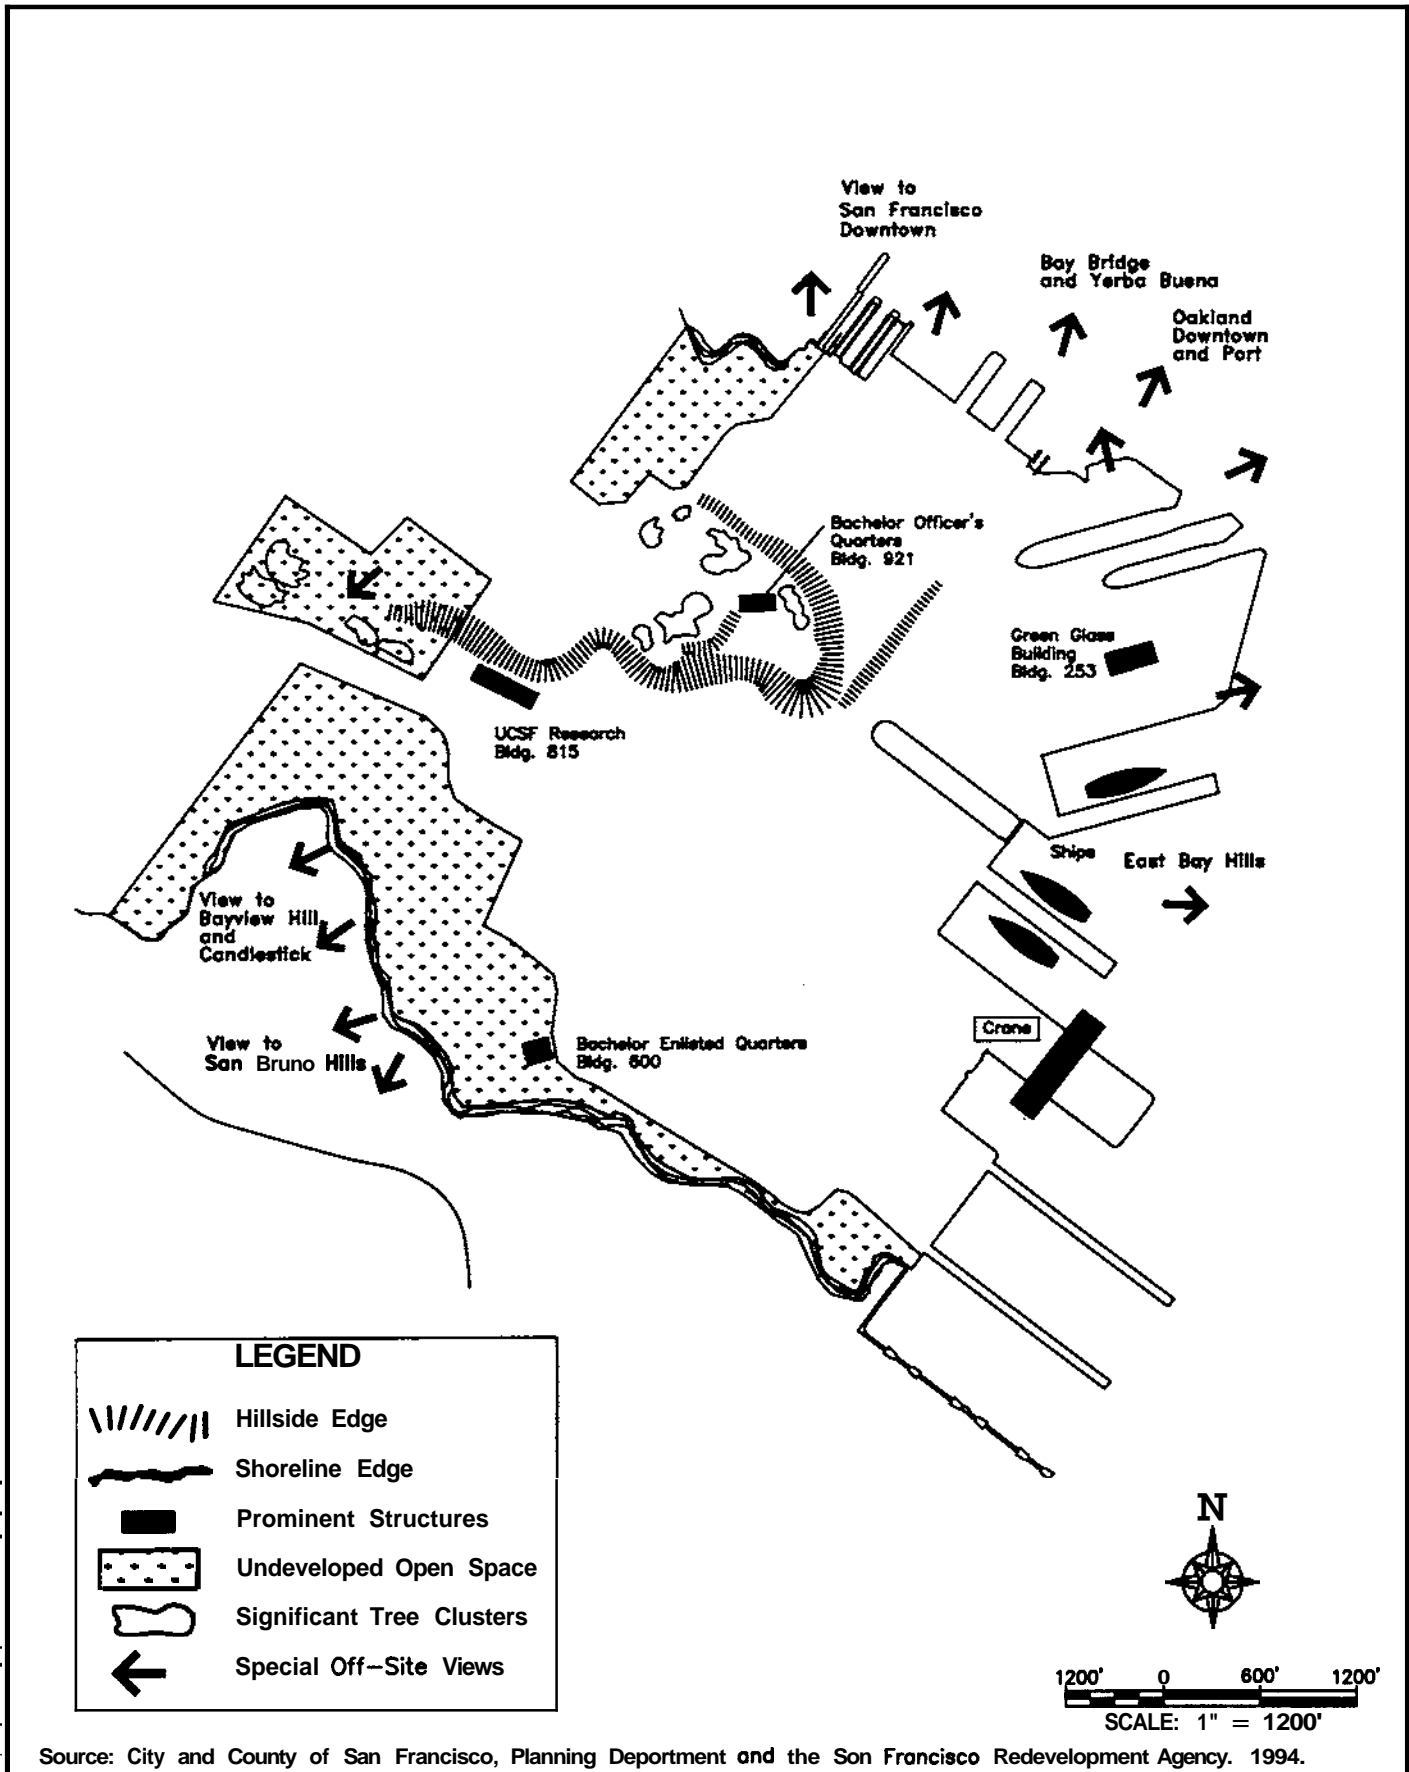 View to
San Francisco
Downtown
Bay Bridge
and Yerba Buena
Oakland
Downtown
and Port
Bachelor Officer's
Quarters
Bldg. 921
Green Glass
Building
Bldg. 253
UCSF Research
Bldg. 815
Ships
East Bay Hills
View to
Bayview Hill
and
Candlestick
Crane
View to
San Bruno Hills
Bachelor Enlisted Quarters
Bldg. 600
LEGEND
Hillside Edge
Shoreline Edge
Prominent Structures
Undeveloped Open Space
Significant Tree Clusters
Special Off-Site Views
N
1200' 0 600' 1200'
SCALE: 1" = 1200'
Source: City and County of San Francisco, Planning Deportment and the Son Francisco Redevelopment Agency. 1994.